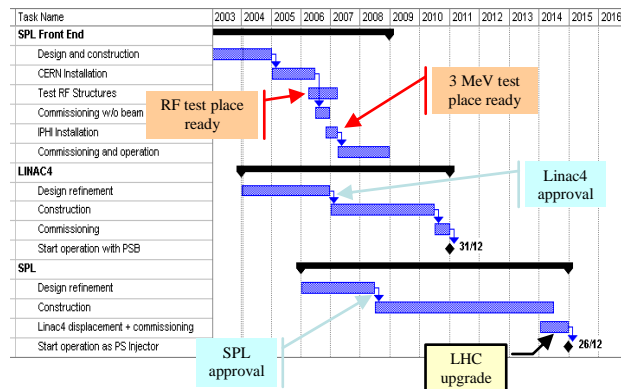 Task Name 2003 2004 2005 2006 2007 2008 2009 2010 2011 2012 2013 2014 2015 2016
SPL Front End
Design and construction
CERN Installation
Test RF Structures
Commissioning w/o beam
IPHI Installation
Commissioning and operation
RF test place
ready
3 MeV test
place ready
LINAC4
Design refinement
Construction
Commissioning
Start operation with PSB
31/12
Linac4
approval
SPL
Design refinement
Construction
Linac4 displacement + commissioning
Start operation as PS Injector
26/12
SPL
approval
LHC
upgrade